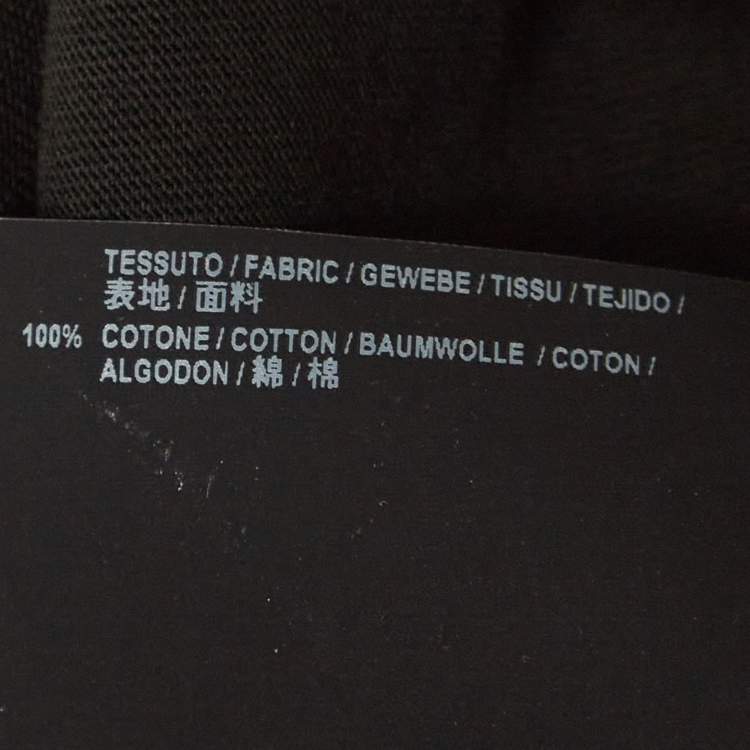 TESSUTO / FABRIC / GEWEBE / TISSU / TEJIDO /
表地 / 面料
100% COTONE / COTTON / BAUMWOLLE / COTON /
ALGODON / 綿 / 棉